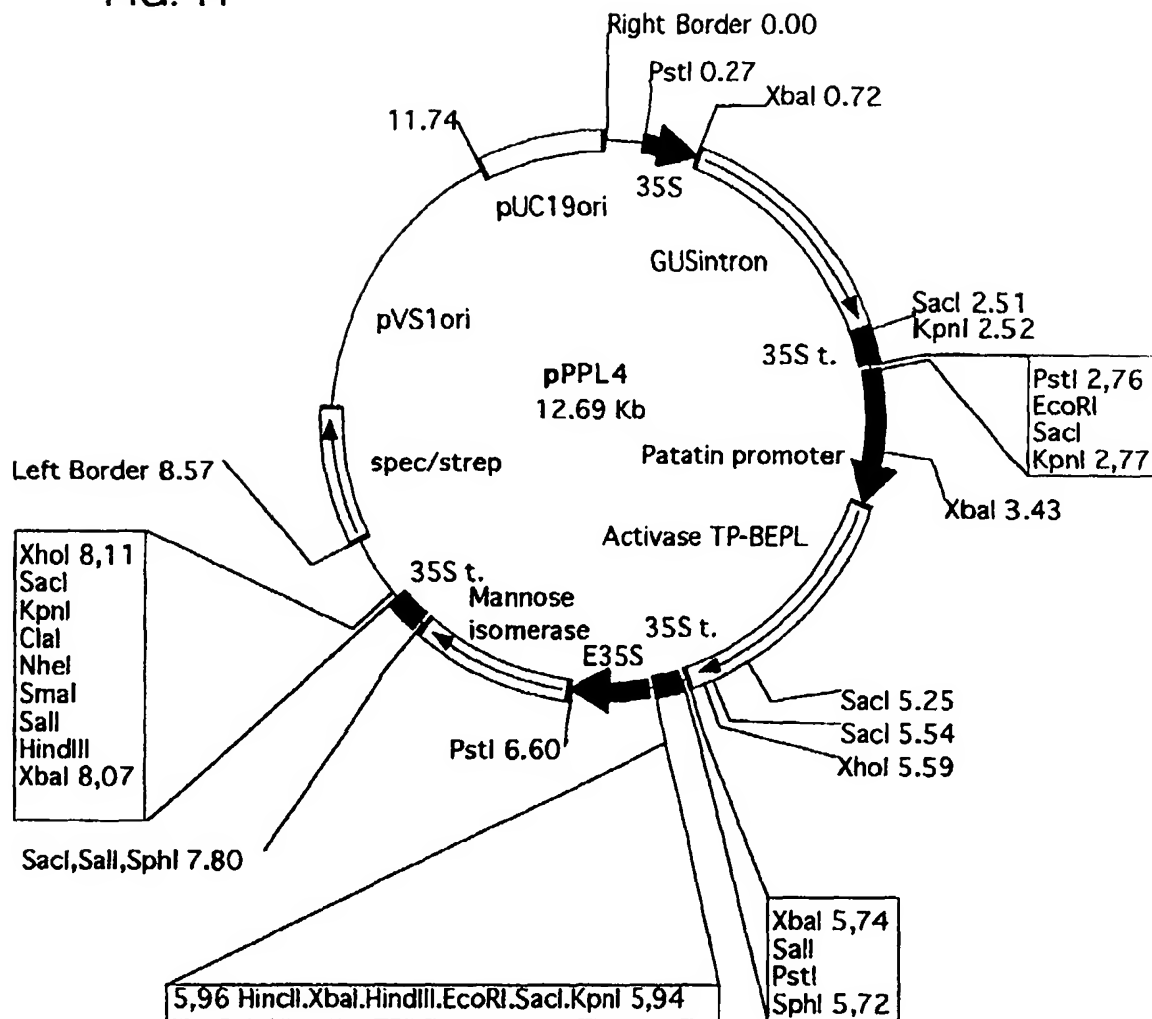 FIG. 11
Right Border 0.00
PstI 0.27
XbaI 0.72
11.74
35S
pUC19ori
GUSintron
SacI 2.51
KpnI 2.52
pVS1ori
35S t.
pPPL4
12.69 Kb
PstI 2,76
EcoRI
SacI
KpnI 2,77
Left Border 8.57
spec/strep
Patatin promoter
XbaI 3.43
Activase TP-BEPL
XhoI 8,11
SacI
KpnI
ClaI
NheI
SmaI
SalI
HindIII
XbaI 8,07
35S t.
Mannose
isomerase
35S t.
E35S
SacI 5.25
SacI 5.54
XhoI 5.59
PstI 6.60
SacI,SalI,SphI 7.80
XbaI 5,74
SalI
PstI
SphI 5,72
5,96 HincII.XbaI.HindIII.EcoRI.SacI.KpnI 5,94